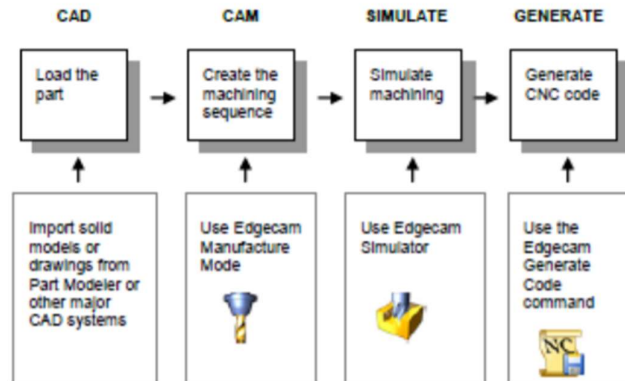 CAD
CAM
SIMULATE
GENERATE
Load the
part
Create the
machining
sequence
Simulate
machining
Generate
CNC code
Import solid
models or
drawings from
Part Modeler or
other major
CAD systems
Use Edgecam
Manufacture
Mode
Use Edgecam
Simulator
Use the
Edgecam
Generate
Code
command
NC